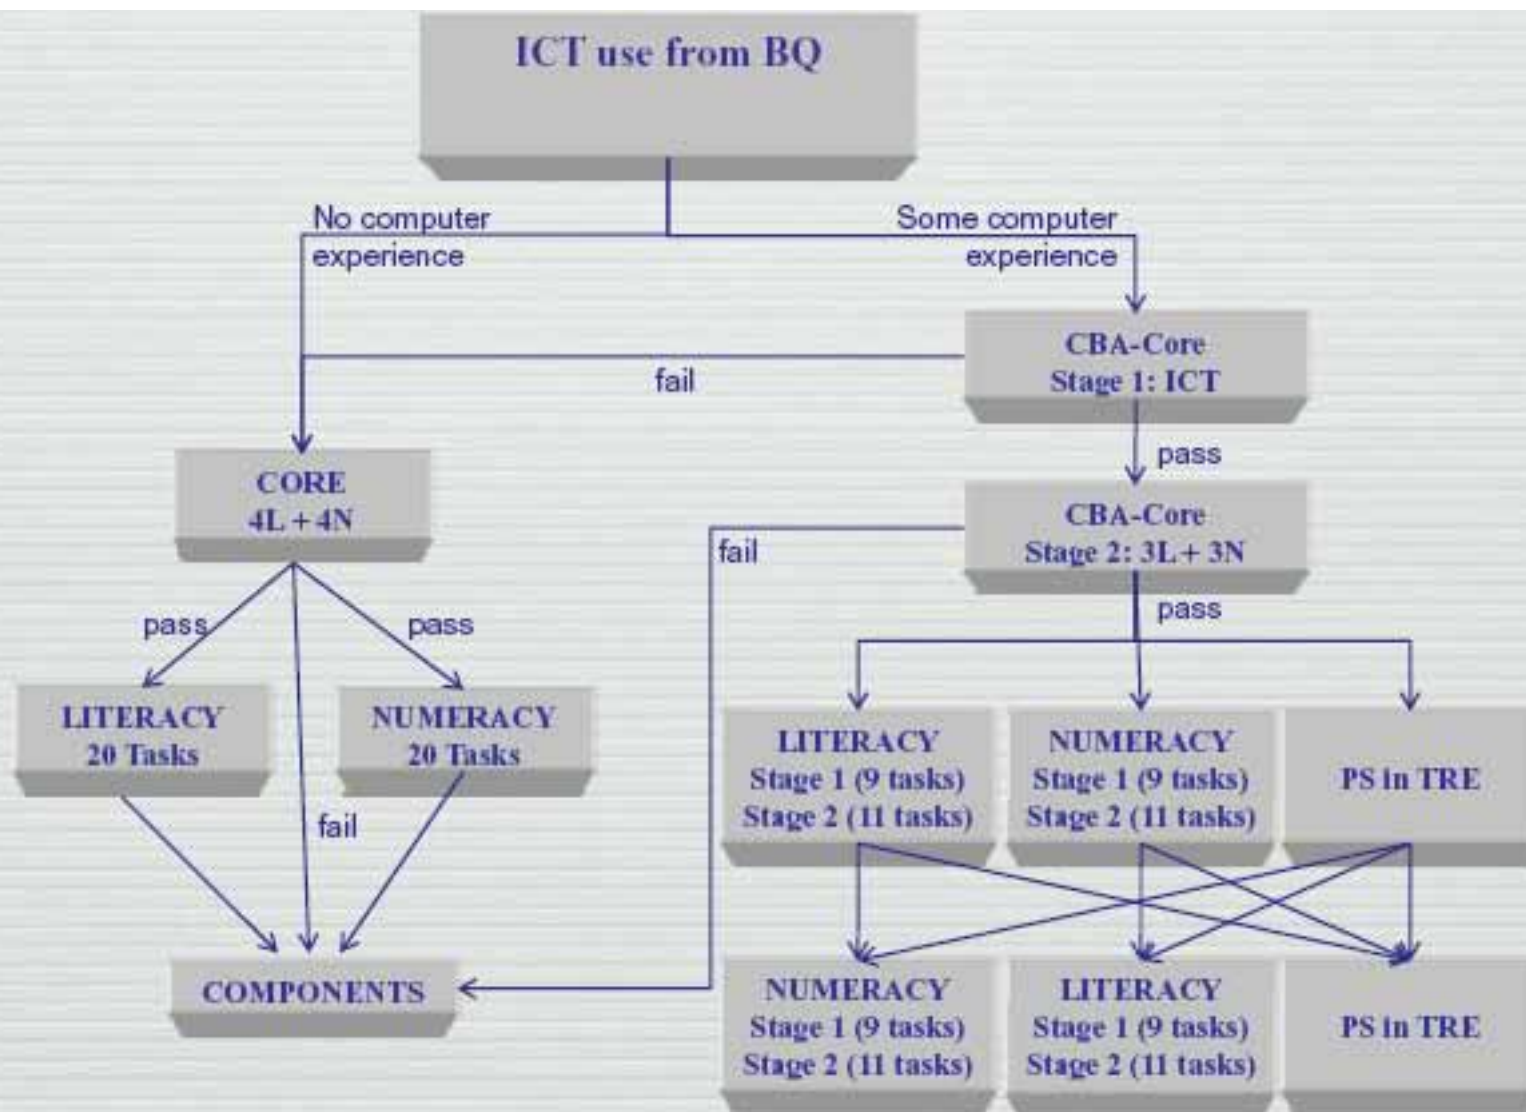 ICT use from BQ
No computer
experience
Some computer
experience
CBA-Core
Stage 1: ICT
fail
pass
CORE
4L + 4N
CBA-Core
Stage 2: 3L + 3N
fail
pass
pass
pass
LITERACY
20 Tasks
NUMERACY
20 Tasks
fail
LITERACY
Stage 1 (9 tasks)
Stage 2 (11 tasks)
NUMERACY
Stage 1 (9 tasks)
Stage 2 (11 tasks)
PS in TRE
COMPONENTS
NUMERACY
Stage 1 (9 tasks)
Stage 2 (11 tasks)
LITERACY
Stage 1 (9 tasks)
Stage 2 (11 tasks)
PS in TRE